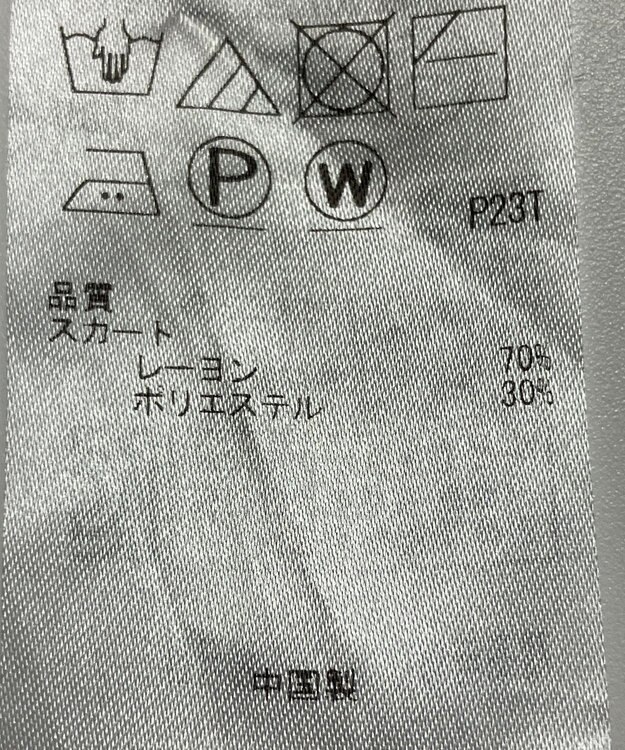 P W
P23T
品質
スカート
レーヨン 70%
ポリエステル 30%
中国製